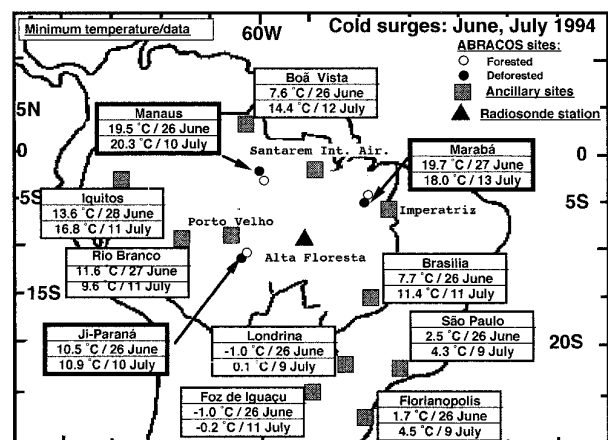 Minimum temperature/data
Cold surges: June, July 1994
60W
ABRACOS sites:
Forested
Deforested
Ancillary sites
Radiosonde station
Boã Vista
7.6 °C / 26 June
14.4 °C / 12 July
5N
Manaus
19.5 °C / 26 June
20.3 °C / 10 July
Santarem Int. Air.
Marabá
19.7 °C / 27 June
18.0 °C / 13 July
0
0
5S
5S
Iquitos
13.6 °C / 28 June
16.8 °C / 11 July
Imperatriz
Porto Velho
Rio Branco
11.6 °C / 27 June
9.6 °C / 11 July
Alta Floresta
Brasilia
7.7 °C / 26 June
11.4 °C / 11 July
15S
São Paulo
2.5 °C / 26 June
4.3 °C / 9 July
20S
Ji-Paraná
10.5 °C / 26 June
10.9 °C / 10 July
Londrina
-1.0 °C / 26 June
0.1 °C / 9 July
Foz de Iguaçu
-1.0 °C / 26 June
-0.2 °C / 11 July
Florianopolis
1.7 °C / 26 June
4.5 °C / 9 July